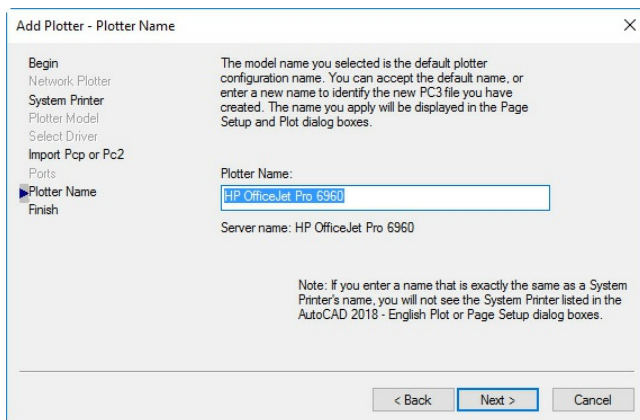 Add Plotter - Plotter Name
Begin
Network Plotter
System Printer
Plotter Model
Select Driver
Import Pcp or Pc2
Ports
Plotter Name
Finish
The model name you selected is the default plotter
configuration name. You can accept the default name, or
enter a new name to identify the new PC3 file you have
created. The name you apply will be displayed in the Page
Setup and Plot dialog boxes.
Plotter Name:
HP OfficeJet Pro 6960
Server name: HP OfficeJet Pro 6960
Note: If you enter a name that is exactly the same as a System
Printer's name, you will not see the System Printer listed in the
AutoCAD 2018 - English Plot or Page Setup dialog boxes.
< Back
Next >
Cancel